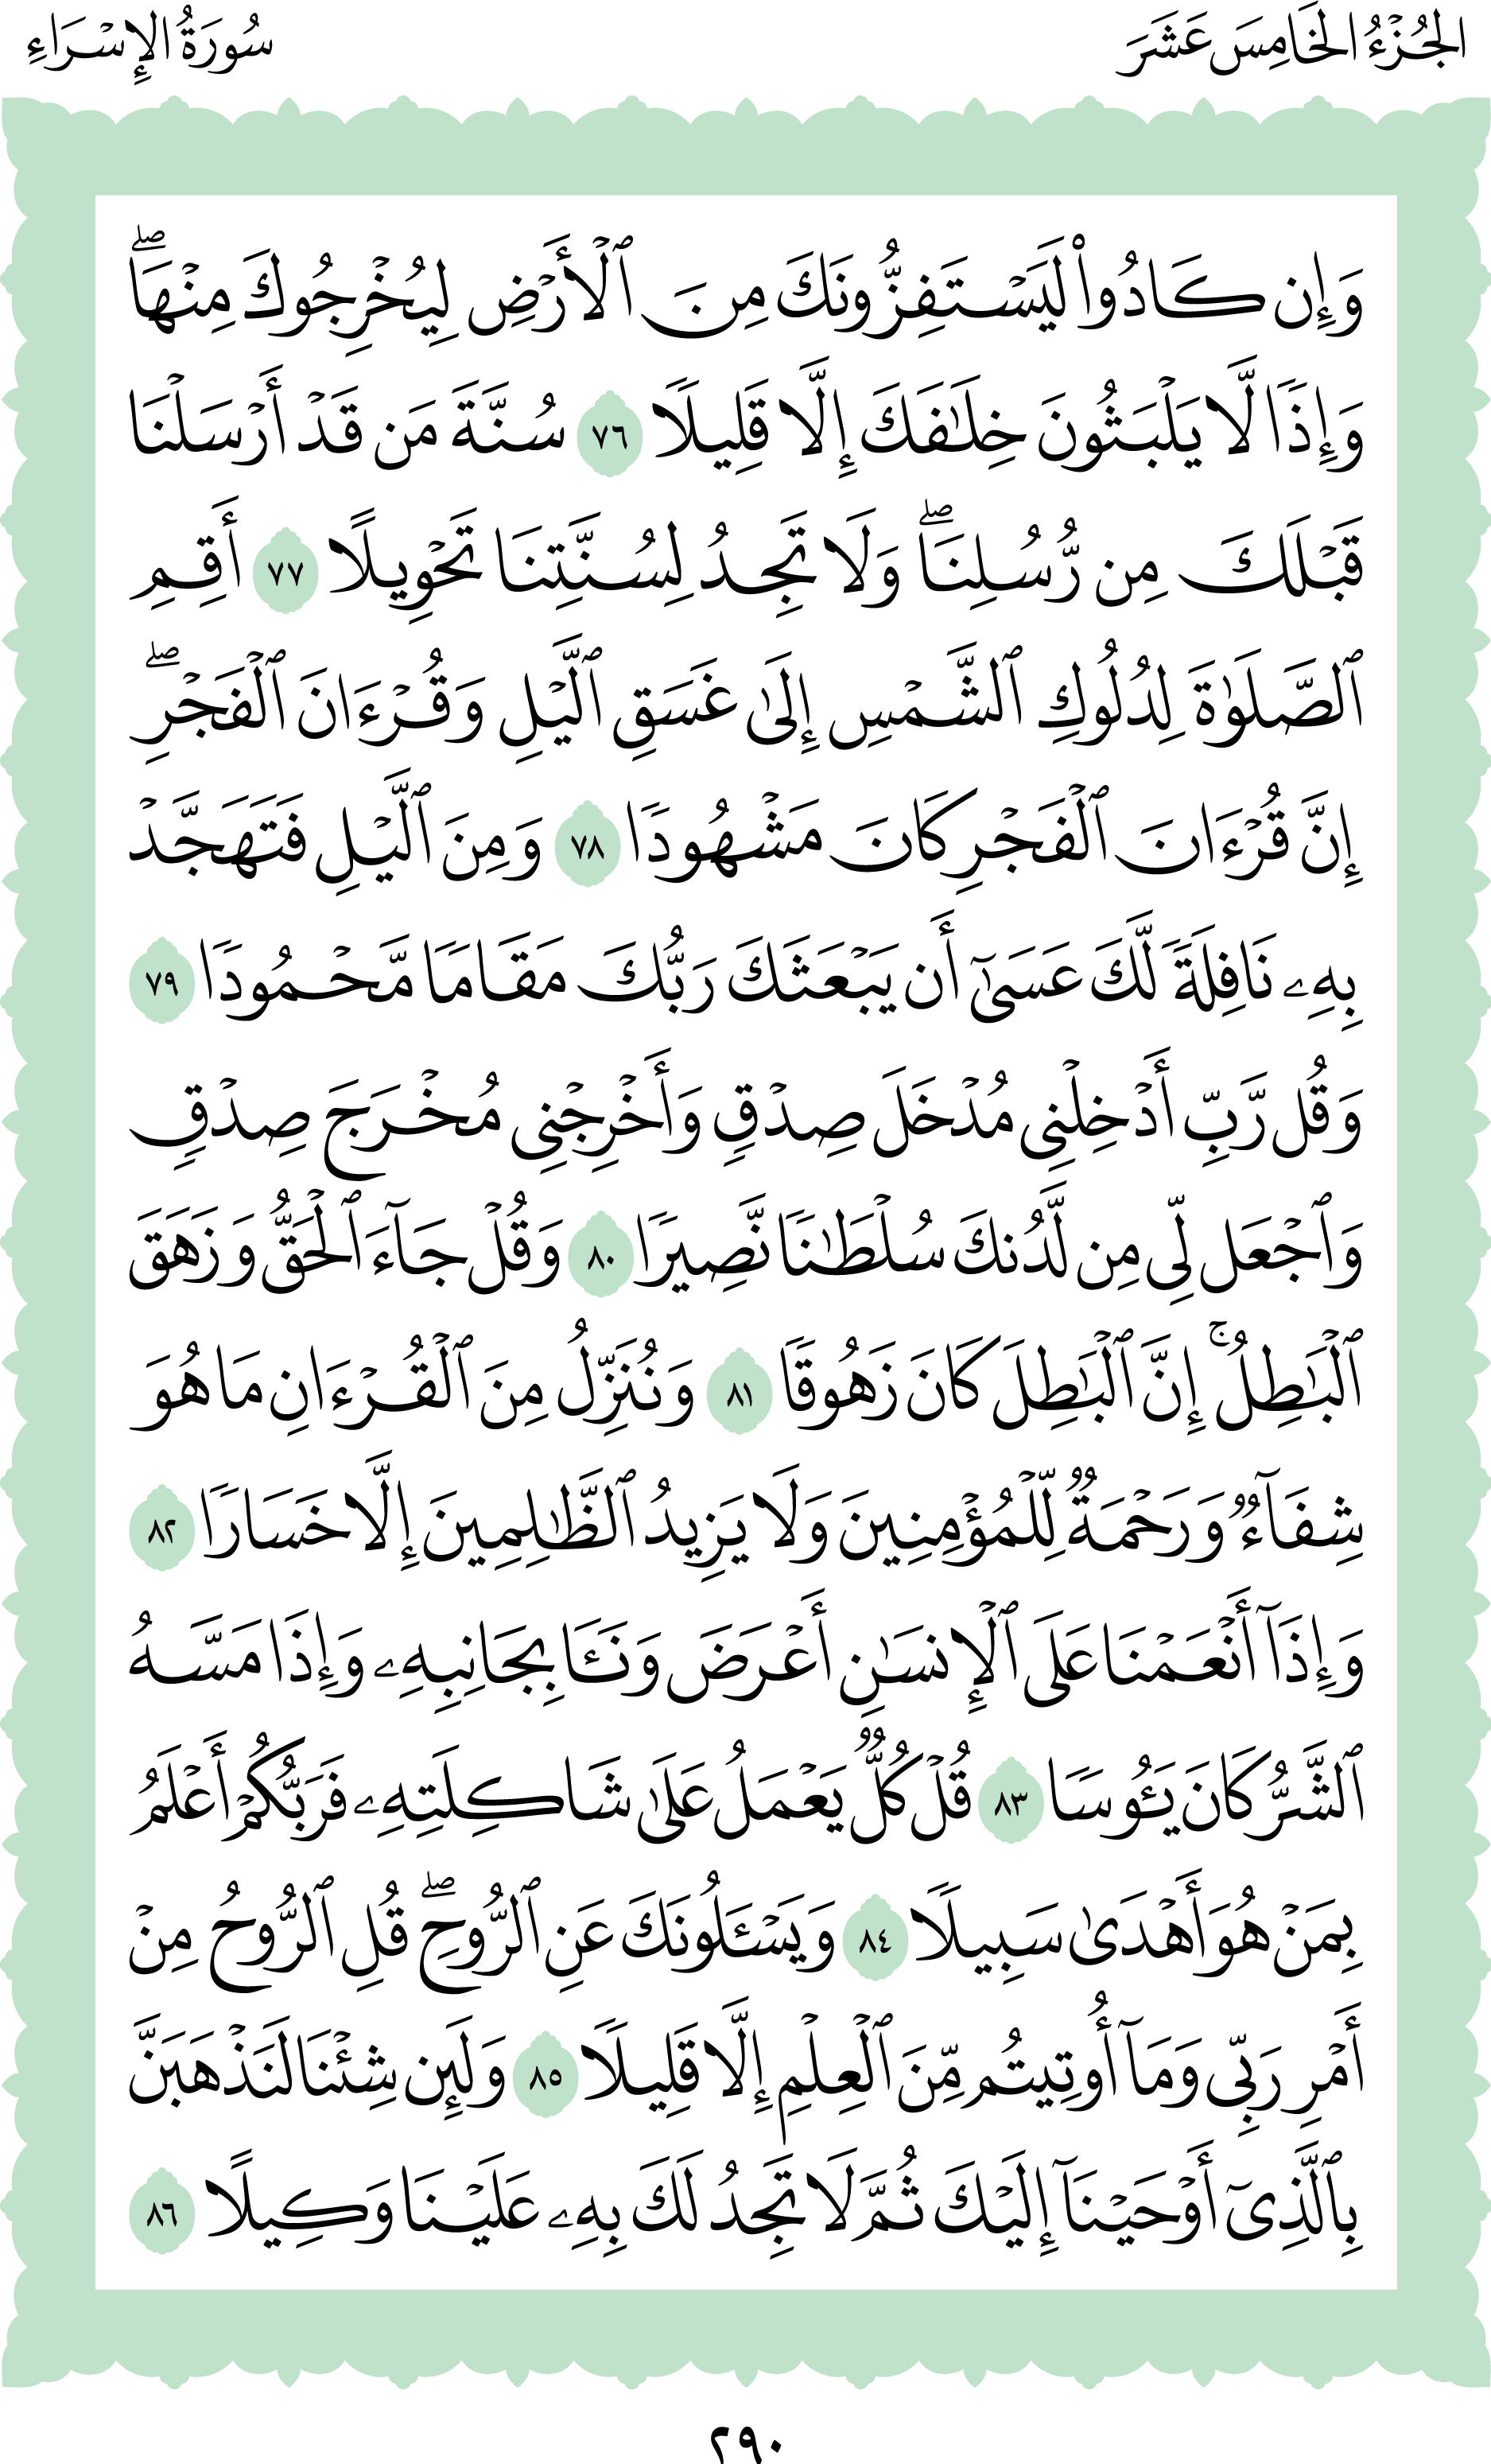 الجُزْءُ الخَامِسَ عَشَرَ
سُورَةُ الإِسْرَاءِ
وَإِن كَادُوا۟ لَيَسْتَفِزُّونَكَ مِنَ ٱلْأَرْضِ لِيُخْرِجُوكَ مِنْهَا ۖ
وَإِذًا لَّا يَلْبَثُونَ خِلَـٰفَكَ إِلَّا قَلِيلًا ٧٦ سُنَّةَ مَن قَدْ أَرْسَلْنَا
قَبْلَكَ مِن رُّسُلِنَا ۖ وَلَا تَجِدُ لِسُنَّتِنَا تَحْوِيلًا ٧٧ أَقِمِ
ٱلصَّلَوٰةَ لِدُلُوكِ ٱلشَّمْسِ إِلَىٰ غَسَقِ ٱلَّيْلِ وَقُرْءَانَ ٱلْفَجْرِ ۖ
إِنَّ قُرْءَانَ ٱلْفَجْرِ كَانَ مَشْهُودًا ٧٨ وَمِنَ ٱلَّيْلِ فَتَهَجَّدْ
بِهِۦ نَافِلَةً لَّكَ عَسَىٰٓ أَن يَبْعَثَكَ رَبُّكَ مَقَامًا مَّحْمُودًا ٧٩
وَقُل رَّبِّ أَدْخِلْنِى مُدْخَلَ صِدْقٍ وَأَخْرِجْنِى مُخْرَجَ صِدْقٍ
وَٱجْعَل لِّى مِن لَّدُنكَ سُلْطَـٰنًا نَّصِيرًا ٨٠ وَقُلْ جَآءَ ٱلْحَقُّ وَزَهَقَ
ٱلْبَـٰطِلُ ۚ إِنَّ ٱلْبَـٰطِلَ كَانَ زَهُوقًا ٨١ وَنُنَزِّلُ مِنَ ٱلْقُرْءَانِ مَا هُوَ
شِفَآءٌ وَرَحْمَةٌ لِّلْمُؤْمِنِينَ وَلَا يَزِيدُ ٱلظَّـٰلِمِينَ إِلَّا خَسَارًا ٨٢
وَإِذَآ أَنْعَمْنَا عَلَى ٱلْإِنسَـٰنِ أَعْرَضَ وَنَـَٔا بِجَانِبِهِۦ وَإِذَا مَسَّهُ
ٱلشَّرُّ كَانَ يَـُٔوسًا ٨٣ قُلْ كُلٌّ يَعْمَلُ عَلَىٰ شَاكِلَتِهِۦ فَرَبُّكُمْ أَعْلَمُ
بِمَنْ هُوَ أَهْدَىٰ سَبِيلًا ٨٤ وَيَسْـَٔلُونَكَ عَنِ ٱلرُّوحِ ۖ قُلِ ٱلرُّوحُ مِنْ
أَمْرِ رَبِّى وَمَآ أُوتِيتُم مِّنَ ٱلْعِلْمِ إِلَّا قَلِيلًا ٨٥ وَلَئِن شِئْنَا لَنَذْهَبَنَّ
بِٱلَّذِىٓ أَوْحَيْنَآ إِلَيْكَ ثُمَّ لَا تَجِدُ لَكَ بِهِۦ عَلَيْنَا وَكِيلًا ٨٦
٢٩٠